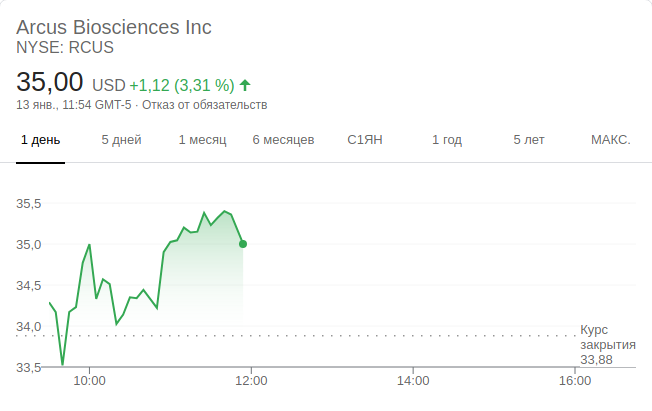 Arcus Biosciences Inc
NYSE: RCUS
35,00 USD +1,12 (3,31 %)
13 янв., 11:54 GMT-5 · Отказ от обязательств
1 день 5 дней 1 месяц 6 месяцев С1ЯН 1 год 5 лет МАКС.
35,5
35,0
34,5
34,0
Курс
закрытия
33,88
33,5
10:00 12:00 14:00 16:00